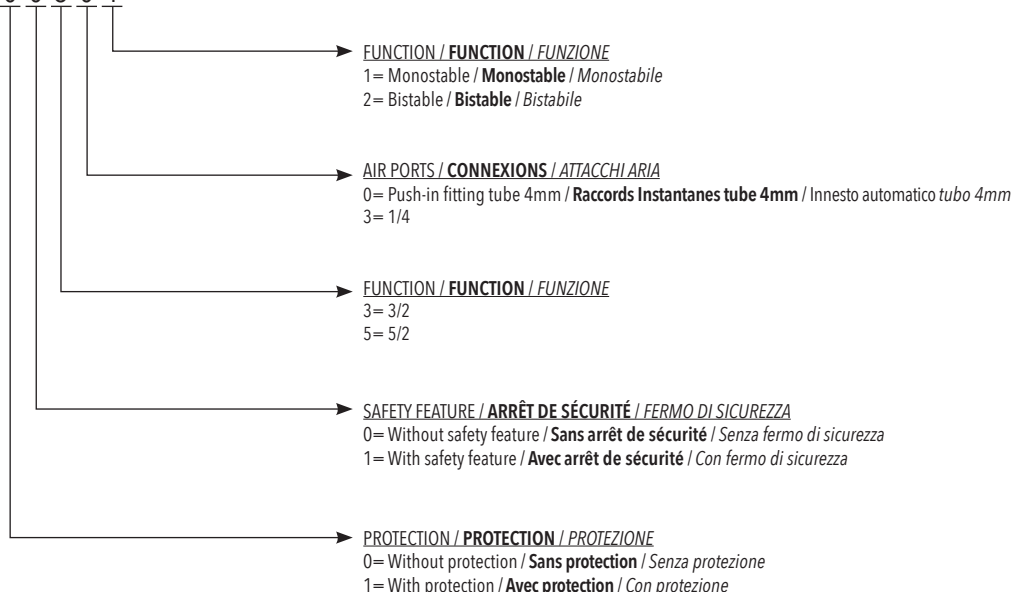 FUNCTION / FUNCTION / FUNZIONE
1= Monostable / Monostable / Monostabile
2= Bistable / Bistable / Bistabile
AIR PORTS / CONNEXIONS / ATTACCHI ARIA
0= Push-in fitting tube 4mm / Raccords Instantanes tube 4mm / Innesto automatico tubo 4mm
3= 1/4
FUNCTION / FUNCTION / FUNZIONE
3= 3/2
5= 5/2
SAFETY FEATURE / ARRÊT DE SÉCURITÉ / FERMO DI SICUREZZA
0= Without safety feature / Sans arrêt de sécurité / Senza fermo di sicurezza
1= With safety feature / Avec arrêt de sécurité / Con fermo di sicurezza
PROTECTION / PROTECTION / PROTEZIONE
0= Without protection / Sans protection / Senza protezione
1= With protection / Avec protection / Con protezione